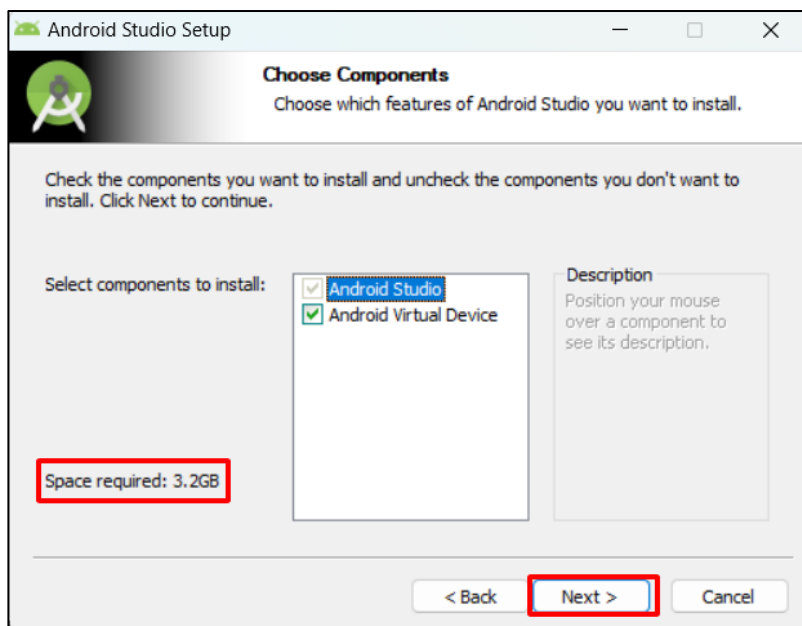 Android Studio Setup
Choose Components
Choose which features of Android Studio you want to install.
Check the components you want to install and uncheck the components you don't want to
install. Click Next to continue.
Select components to install:
Android Studio
Android Virtual Device
Description
Position your mouse
over a component to
see its description.
Space required: 3.2GB
< Back
Next >
Cancel